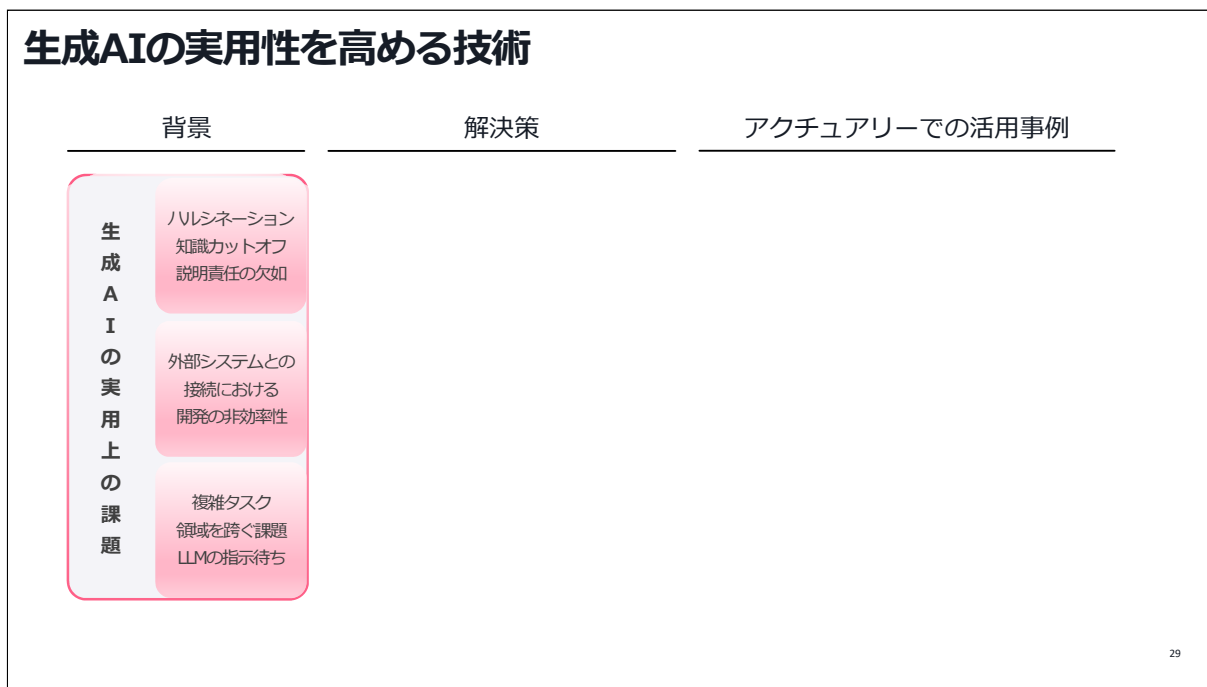 生成AIの実用性を高める技術
背景
解決策
アクチュアリーでの活用事例
生成AIの実用上の課題
ハルシネーション
知識カットオフ
説明責任の欠如
外部システムとの
接続における
開発の非効率性
複雑タスク
領域を跨ぐ課題
LLMの指示待ち
29